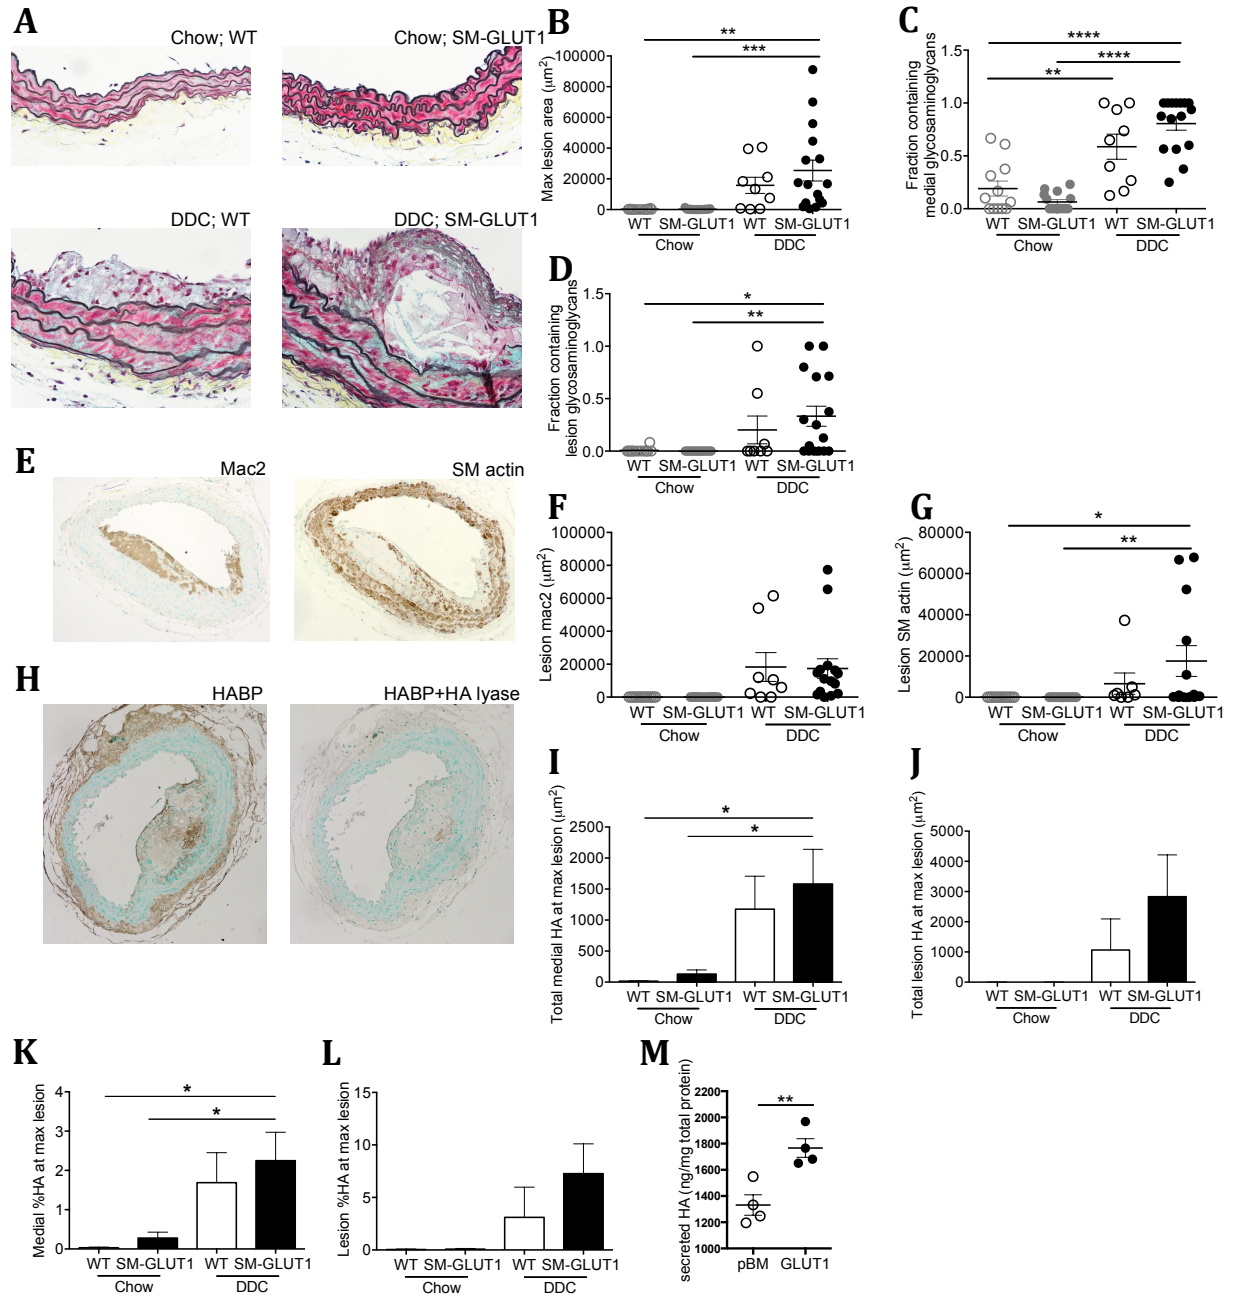 A
Chow; WT
Chow; SM-GLUT1
DDC; WT
DDC; SM-GLUT1
B
Max lesion area (μm2)
100000
80000
60000
40000
20000
0
**
***
WT SM-GLUT1 WT SM-GLUT1
Chow DDC
C
Fraction containing
medial glycosaminoglycans
1.5
1.0
0.5
0.0
****
****
**
WT SM-GLUT1 WT SM-GLUT1
Chow DDC
D
Fraction containing
lesion glycosaminoglycans
1.5
1.0
0.5
0.0
*
**
WT SM-GLUT1 WT SM-GLUT1
Chow DDC
E
Mac2
SM actin
F
Lesion mac2 (μm2)
100000
80000
60000
40000
20000
0
WT SM-GLUT1 WT SM-GLUT1
Chow DDC
G
Lesion SM actin (μm2)
80000
60000
40000
20000
0
*
**
WT SM-GLUT1 WT SM-GLUT1
Chow DDC
H
HABP
HABP+HA lyase
I
Total medial HA at max lesion (μm2)
2500
2000
1500
1000
500
0
*
*
WT SM-GLUT1 WT SM-GLUT1
Chow DDC
J
Total lesion HA at max lesion (μm2)
5000
4000
3000
2000
1000
0
WT SM-GLUT1 WT SM-GLUT1
Chow DDC
K
Medial %HA at max lesion
4
3
2
1
0
*
*
WT SM-GLUT1 WT SM-GLUT1
Chow DDC
L
Lesion %HA at max lesion
15
10
5
0
WT SM-GLUT1 WT SM-GLUT1
Chow DDC
M
secreted HA (ng/mg total protein)
2200
2000
1800
1600
1400
1200
1000
**
pBM GLUT1